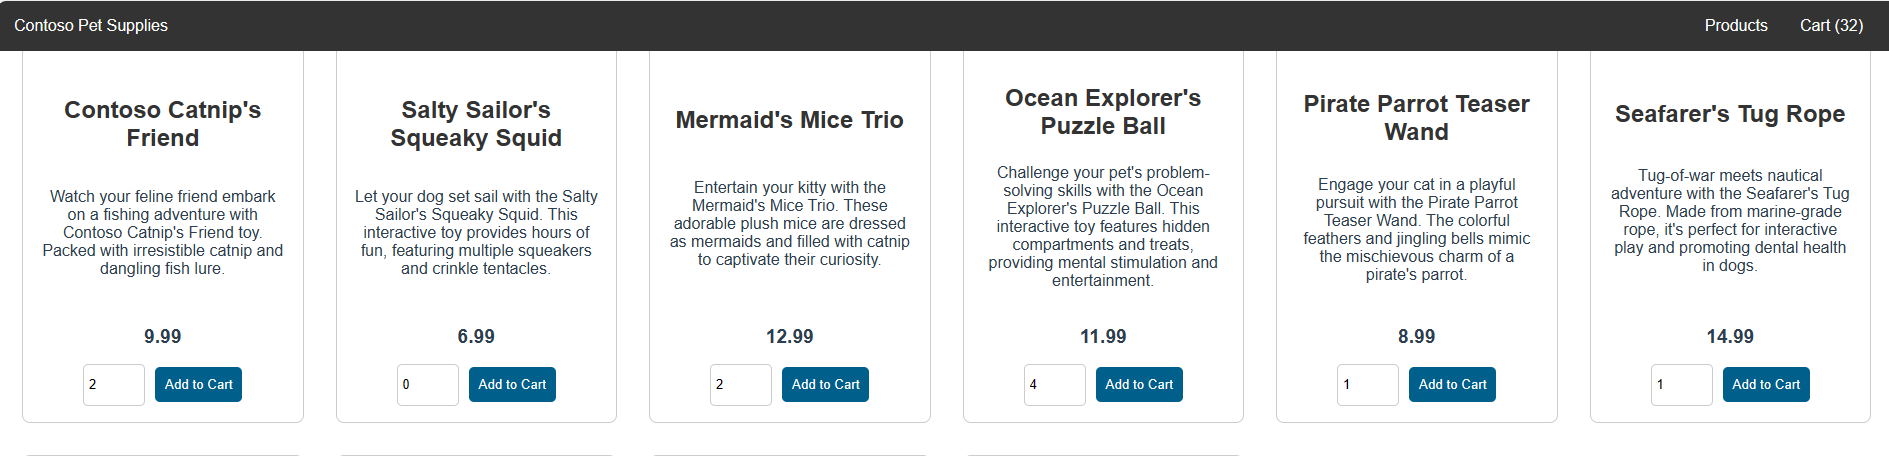 Contoso Pet Supplies
Products
Cart (32)
Contoso Catnip's
Friend
Watch your feline friend embark
on a fishing adventure with
Contoso Catnip's Friend toy.
Packed with irresistible catnip and
dangling fish lure.
9.99
2
Add to Cart
Salty Sailor's
Squeaky Squid
Let your dog set sail with the Salty
Sailor's Squeaky Squid. This
interactive toy provides hours of
fun, featuring multiple squeakers
and crinkle tentacles.
6.99
0
Add to Cart
Mermaid's Mice Trio
Entertain your kitty with the
Mermaid's Mice Trio. These
adorable plush mice are dressed
as mermaids and filled with catnip
to captivate their curiosity.
12.99
2
Add to Cart
Ocean Explorer's
Puzzle Ball
Challenge your pet's problem-
solving skills with the Ocean
Explorer's Puzzle Ball. This
interactive toy features hidden
compartments and treats,
providing mental stimulation and
entertainment.
11.99
4
Add to Cart
Pirate Parrot Teaser
Wand
Engage your cat in a playful
pursuit with the Pirate Parrot
Teaser Wand. The colorful
feathers and jingling bells mimic
the mischievous charm of a
pirate's parrot.
8.99
1
Add to Cart
Seafarer's Tug Rope
Tug-of-war meets nautical
adventure with the Seafarer's Tug
Rope. Made from marine-grade
rope, it's perfect for interactive
play and promoting dental health
in dogs.
14.99
1
Add to Cart